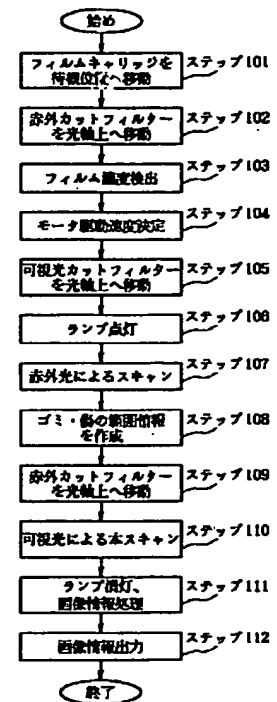 始め
フィルムキャリッジを
待機位置へ移動
ステップ101
赤外カットフィルター
を光軸上へ移動
ステップ102
フィルム濃度検出
ステップ103
モータ駆動速度決定
ステップ104
可視光カットフィルター
を光軸上へ移動
ステップ105
ランプ点灯
ステップ106
赤外光によるスキャン
ステップ107
ゴミ・傷の範囲情報
を作成
ステップ108
赤外カットフィルター
を光軸上へ移動
ステップ109
可視光による本スキャン
ステップ110
ランプ消灯、
画像情報処理
ステップ111
画像情報出力
ステップ112
終了